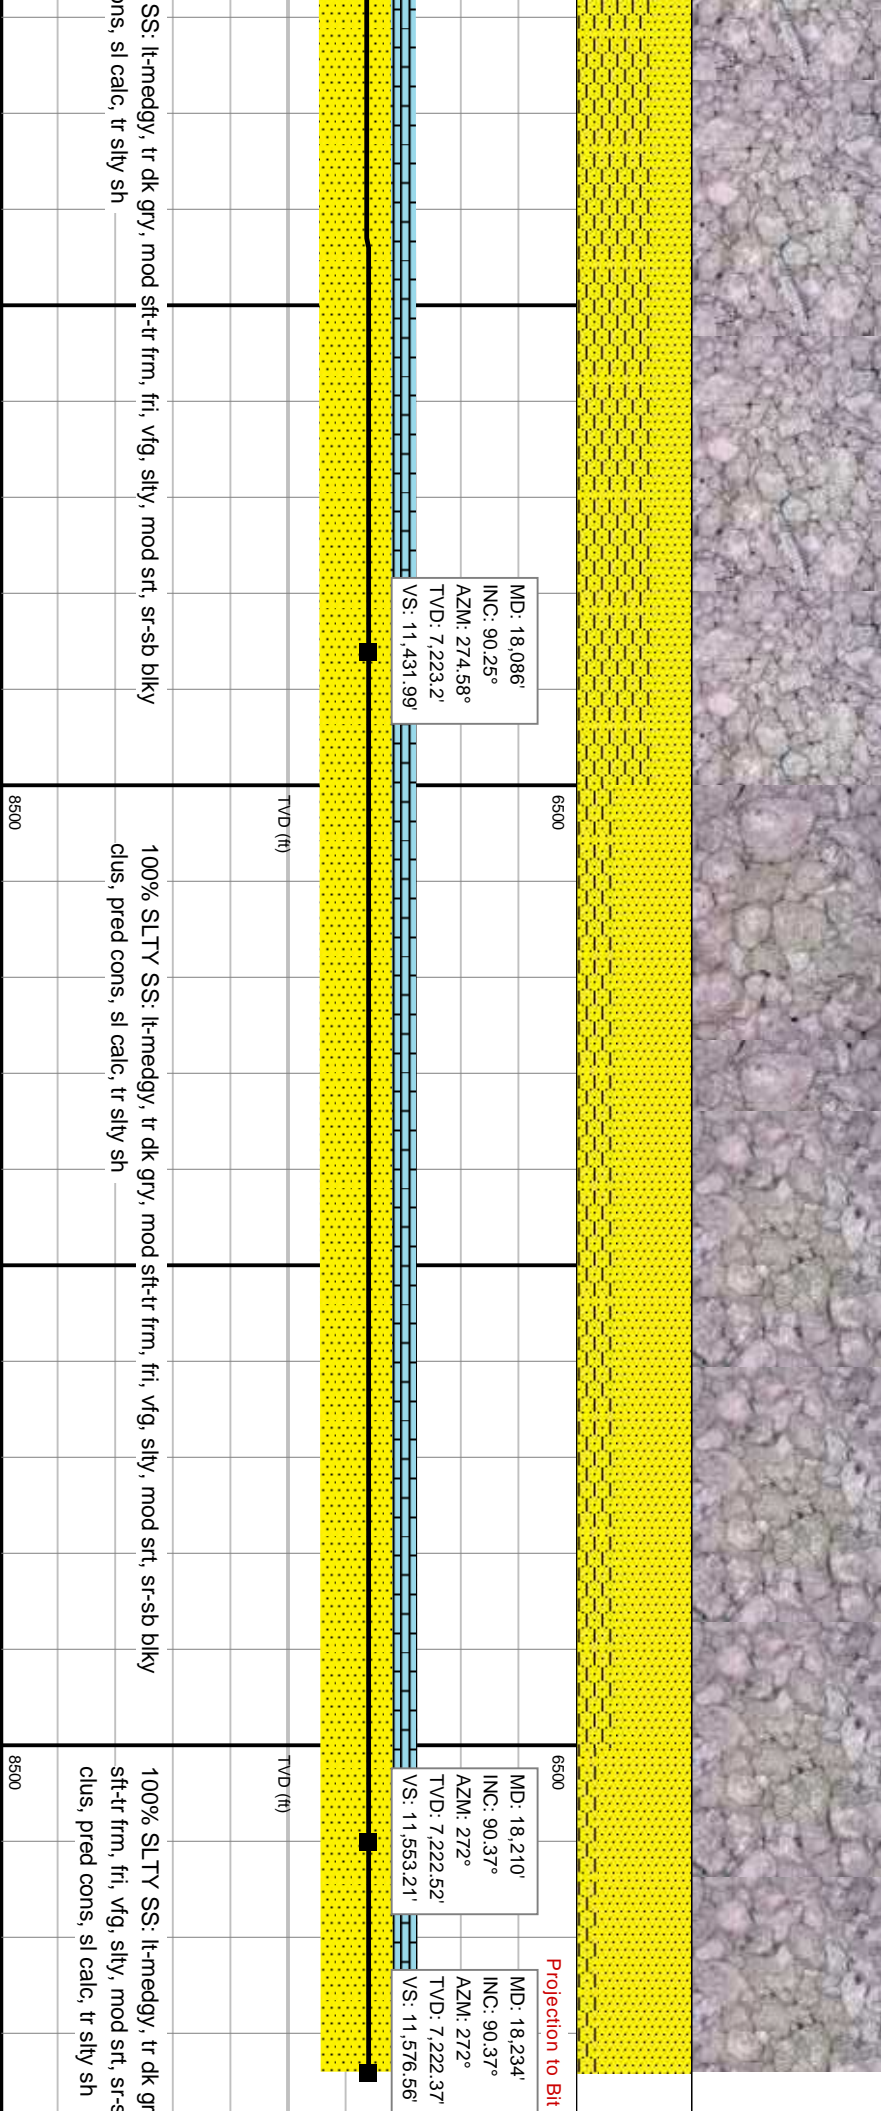 SS: lt-medgy, tr dk gry, mod sft-tr frm, fri, vfg, slty, mod srt, sr-sb blky
ons, sl calc, tr slty sh
MD: 18,086'
INC: 90.25°
AZM: 274.58°
TVD: 7,223.2'
VS: 11,431.99'
6500
TVD (ft)
8500
100% SLTY SS: lt-medgy, tr dk gry, mod sft-tr frm, fri, vfg, slty, mod srt, sr-sb blky
clus, pred cons, sl calc, tr slty sh
6500
TVD (ft)
8500
MD: 18,210'
INC: 90.37°
AZM: 272°
TVD: 7,222.52'
VS: 11,553.21'
Projection to Bit
MD: 18,234'
INC: 90.37°
AZM: 272°
TVD: 7,222.37'
VS: 11,576.56'
100% SLTY SS: lt-medgy, tr dk gr
sft-tr frm, fri, vfg, slty, mod srt, sr-s
clus, pred cons, sl calc, tr slty sh